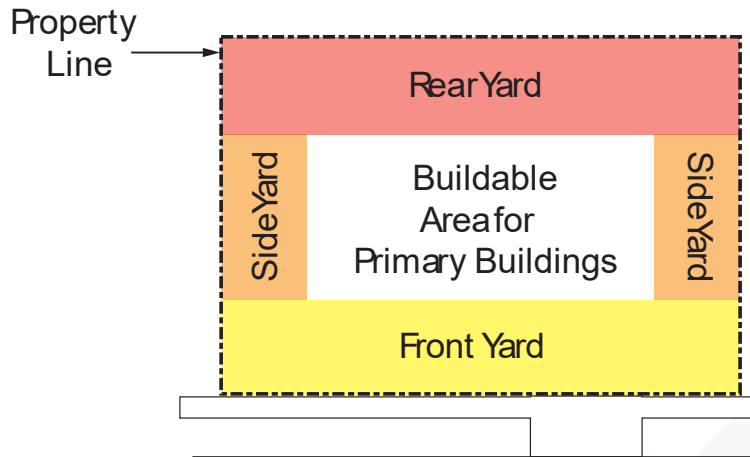 Property
Line
Rear Yard
Side Yard
Buildable
Area for
Primary Buildings
Side Yard
Front Yard